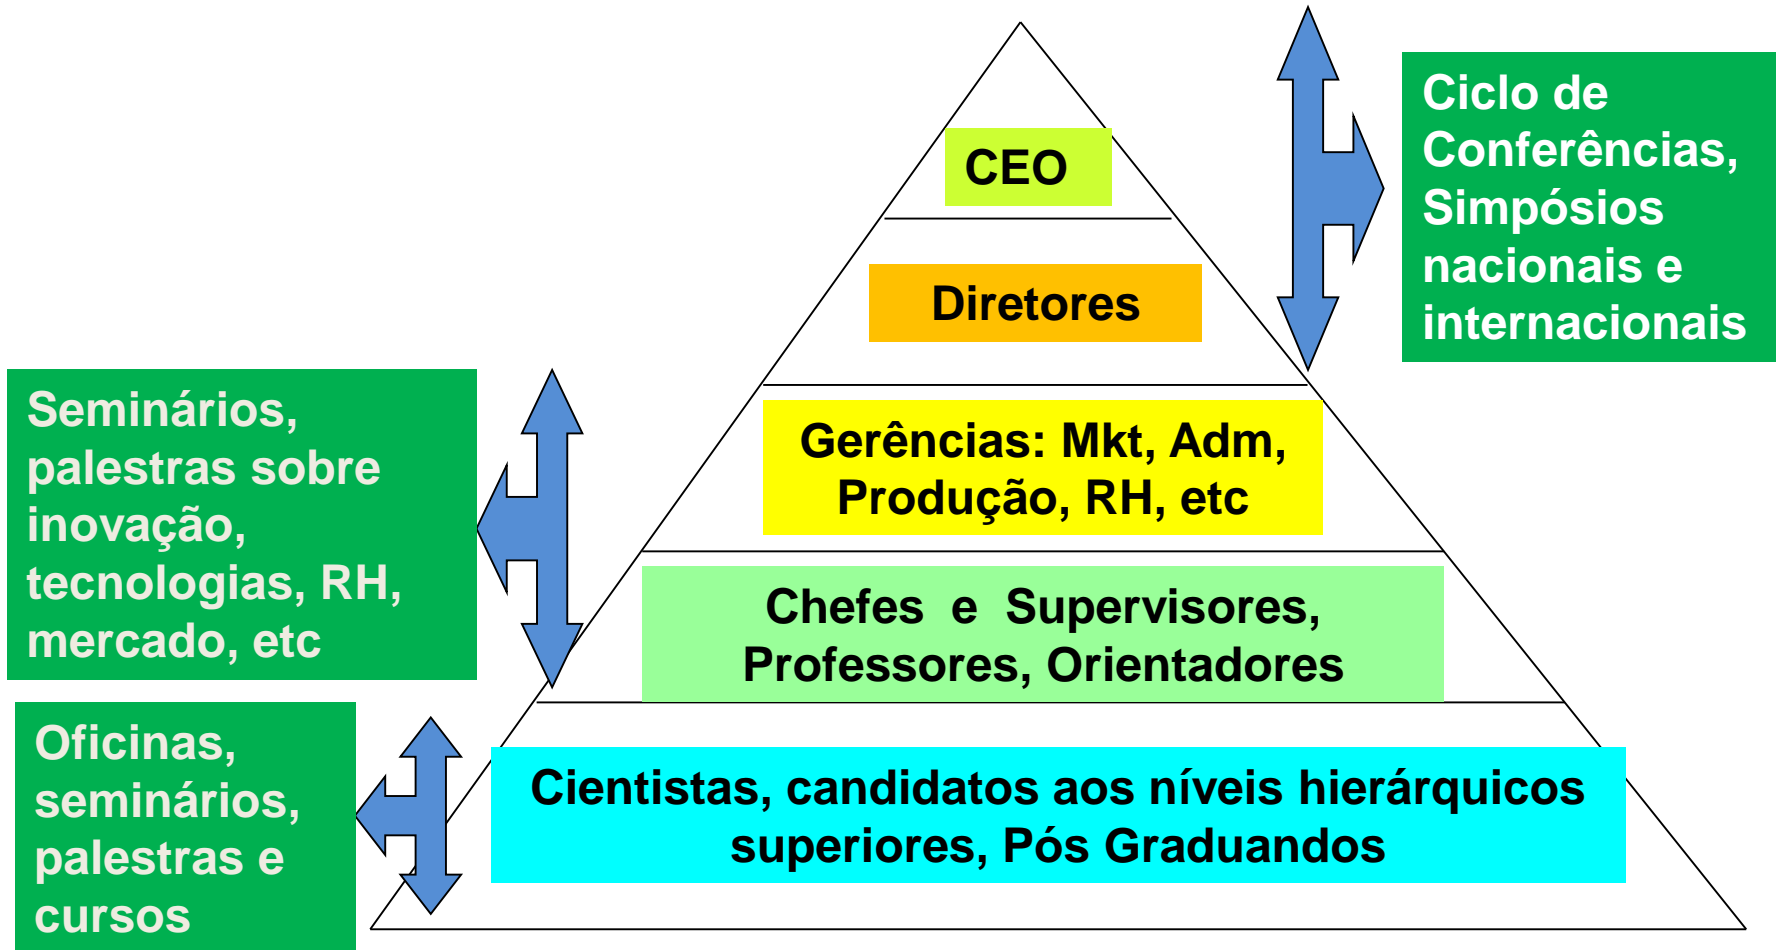 CEO
Diretores
Gerências: Mkt, Adm,
Produção, RH, etc
Chefes e Supervisores,
Professores, Orientadores
Cientistas, candidatos aos níveis hierárquicos
superiores, Pós Graduandos
Ciclo de
Conferências,
Simpósios
nacionais e
internacionais
Seminários,
palestras sobre
inovação,
tecnologias, RH,
mercado, etc
Oficinas,
seminários,
palestras e
cursos